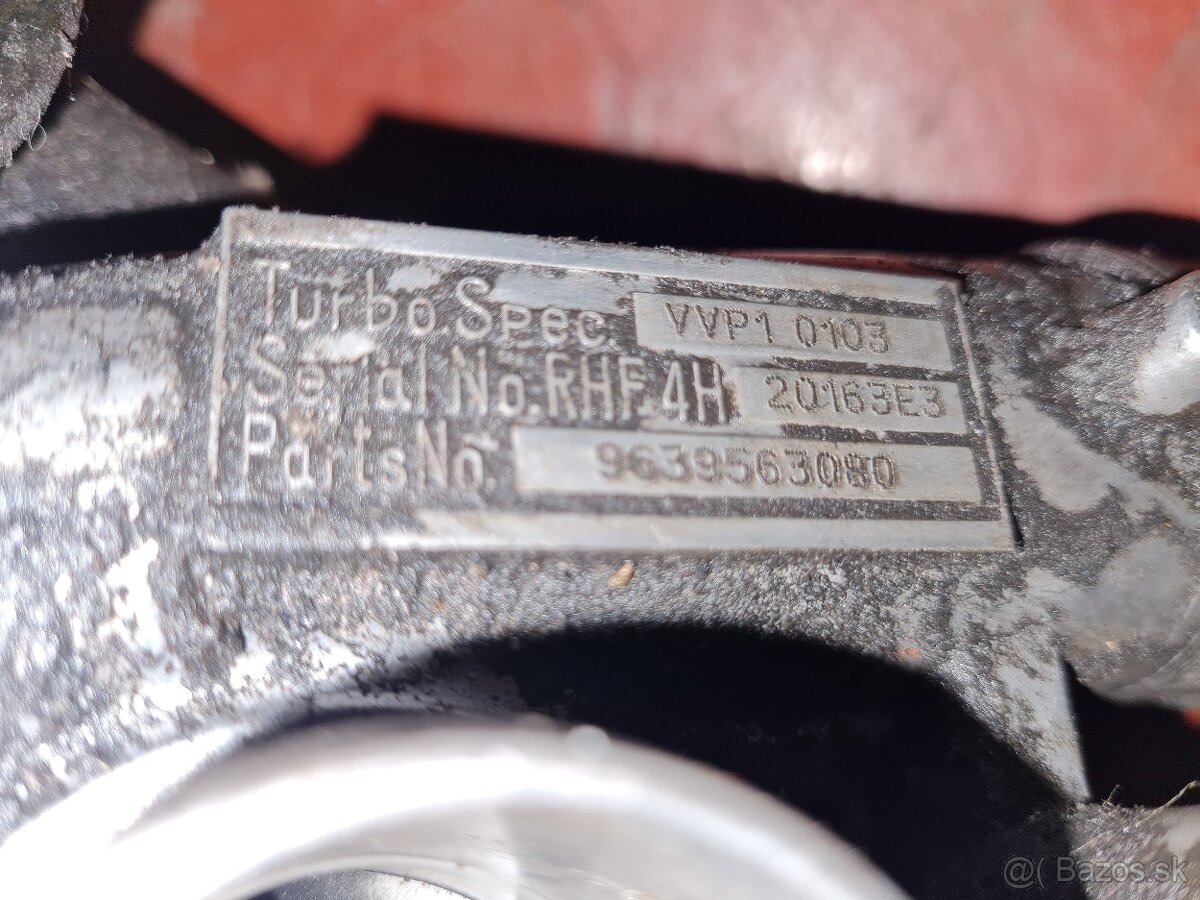 Turbo.Spec. VVP1 0103
Serial No.RHF4H 20163E3
Parts No. 9639563080
@( Bazos.sk